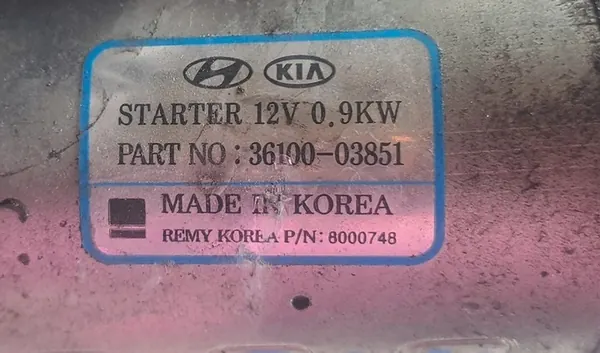 KIA
STARTER 12V 0.9KW
PART NO : 36100-03851
MADE IN KOREA
REMY KOREA P/N: 8000748